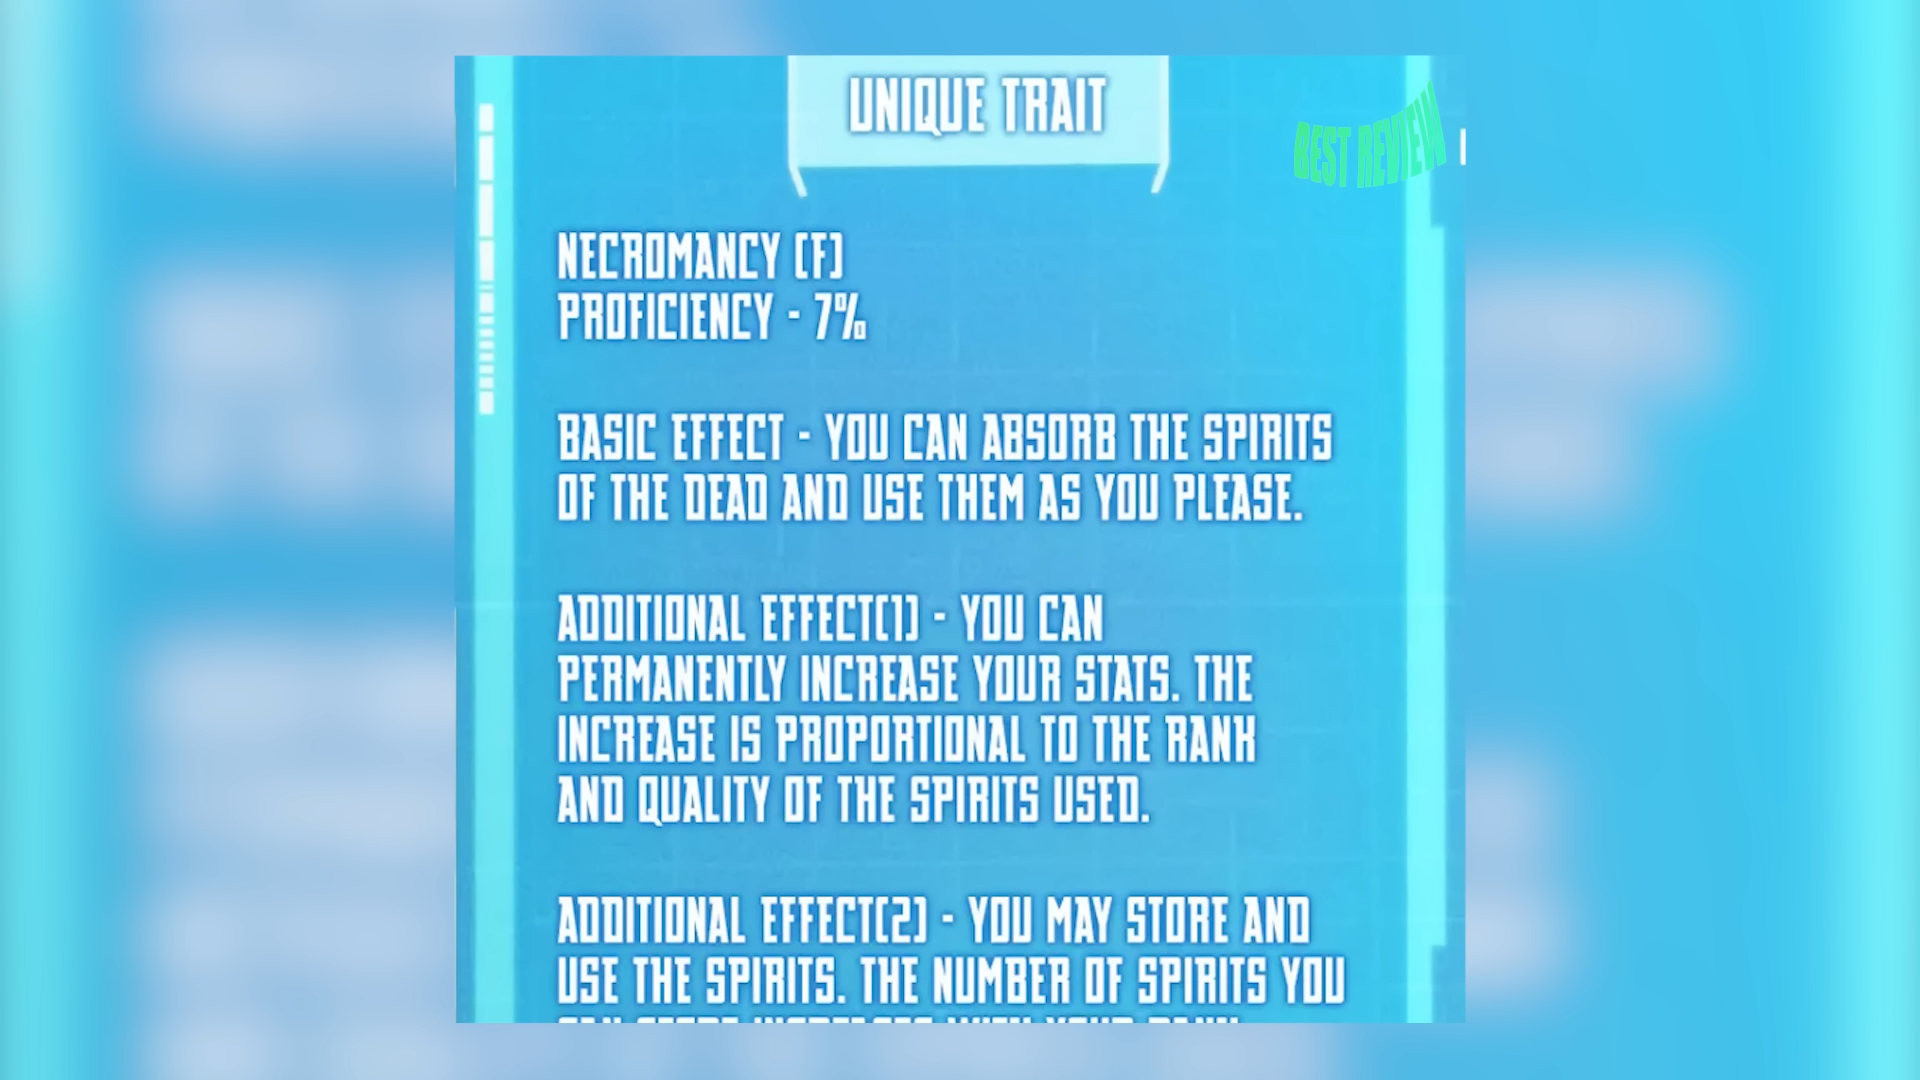 UNIQUE TRAIT
BEST REVIEW
NECROMANCY (F)
PROFICIENCY - 7%
BASIC EFFECT - YOU CAN ABSORB THE SPIRITS
OF THE DEAD AND USE THEM AS YOU PLEASE.
ADDITIONAL EFFECT(1) - YOU CAN
PERMANENTLY INCREASE YOUR STATS. THE
INCREASE IS PROPORTIONAL TO THE RANK
AND QUALITY OF THE SPIRITS USED.
ADDITIONAL EFFECT(2) - YOU MAY STORE AND
USE THE SPIRITS. THE NUMBER OF SPIRITS YOU